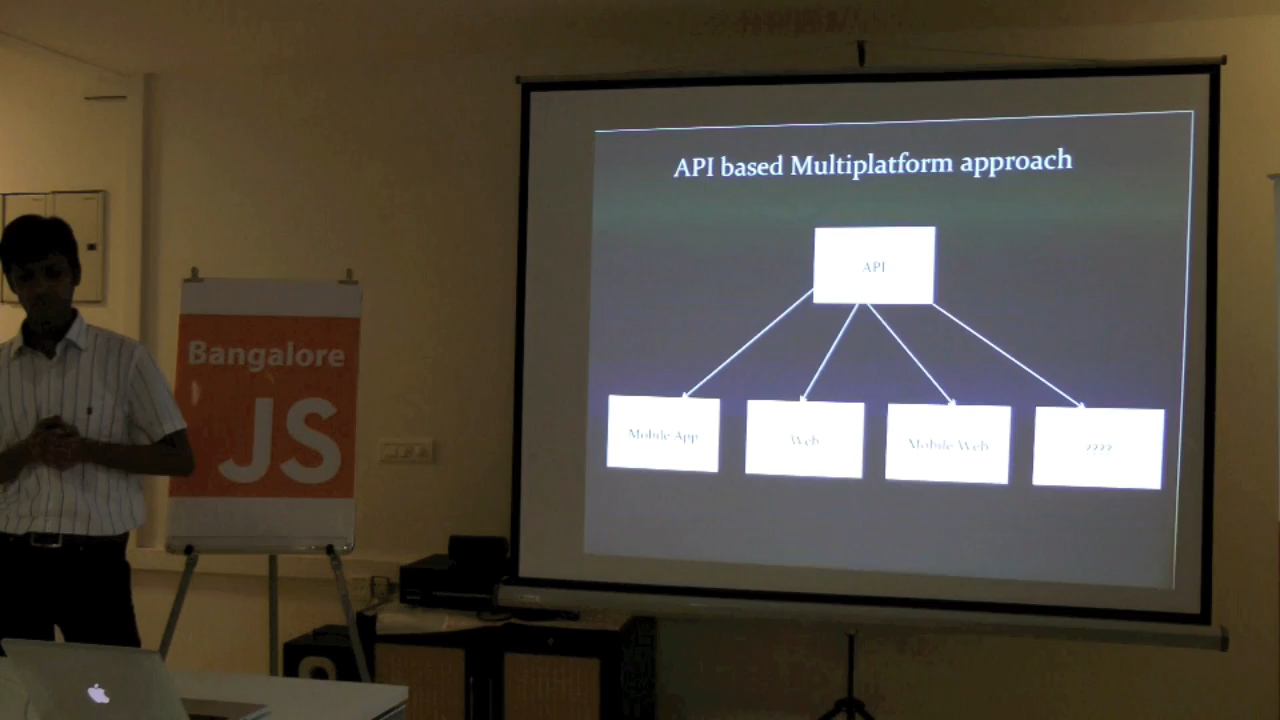 Bangalore
JS
API based Multiplatform approach
API
Mobile App
Web
Mobile Web
????